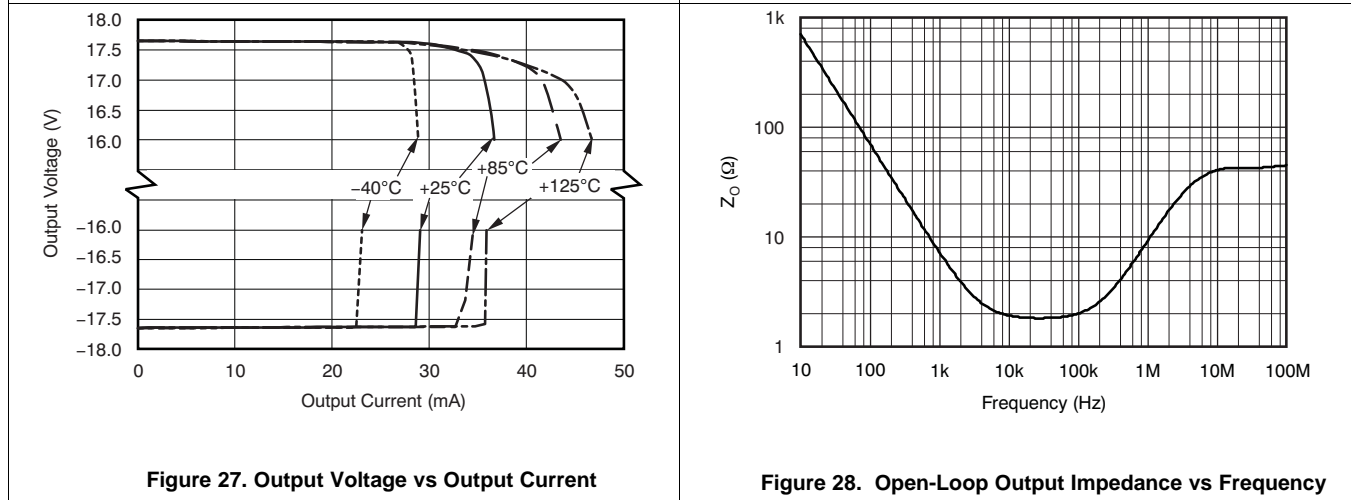 18.0
17.5
17.0
16.5
16.0
−16.0
−16.5
−17.0
−17.5
−18.0
Output Voltage (V)
−40°C
+25°C
+85°C
+125°C
0 10 20 30 40 50
Output Current (mA)
Figure 27. Output Voltage vs Output Current
1k
100
10
1
Z_O (Ω)
10 100 1k 10k 100k 1M 10M 100M
Frequency (Hz)
Figure 28. Open-Loop Output Impedance vs Frequency